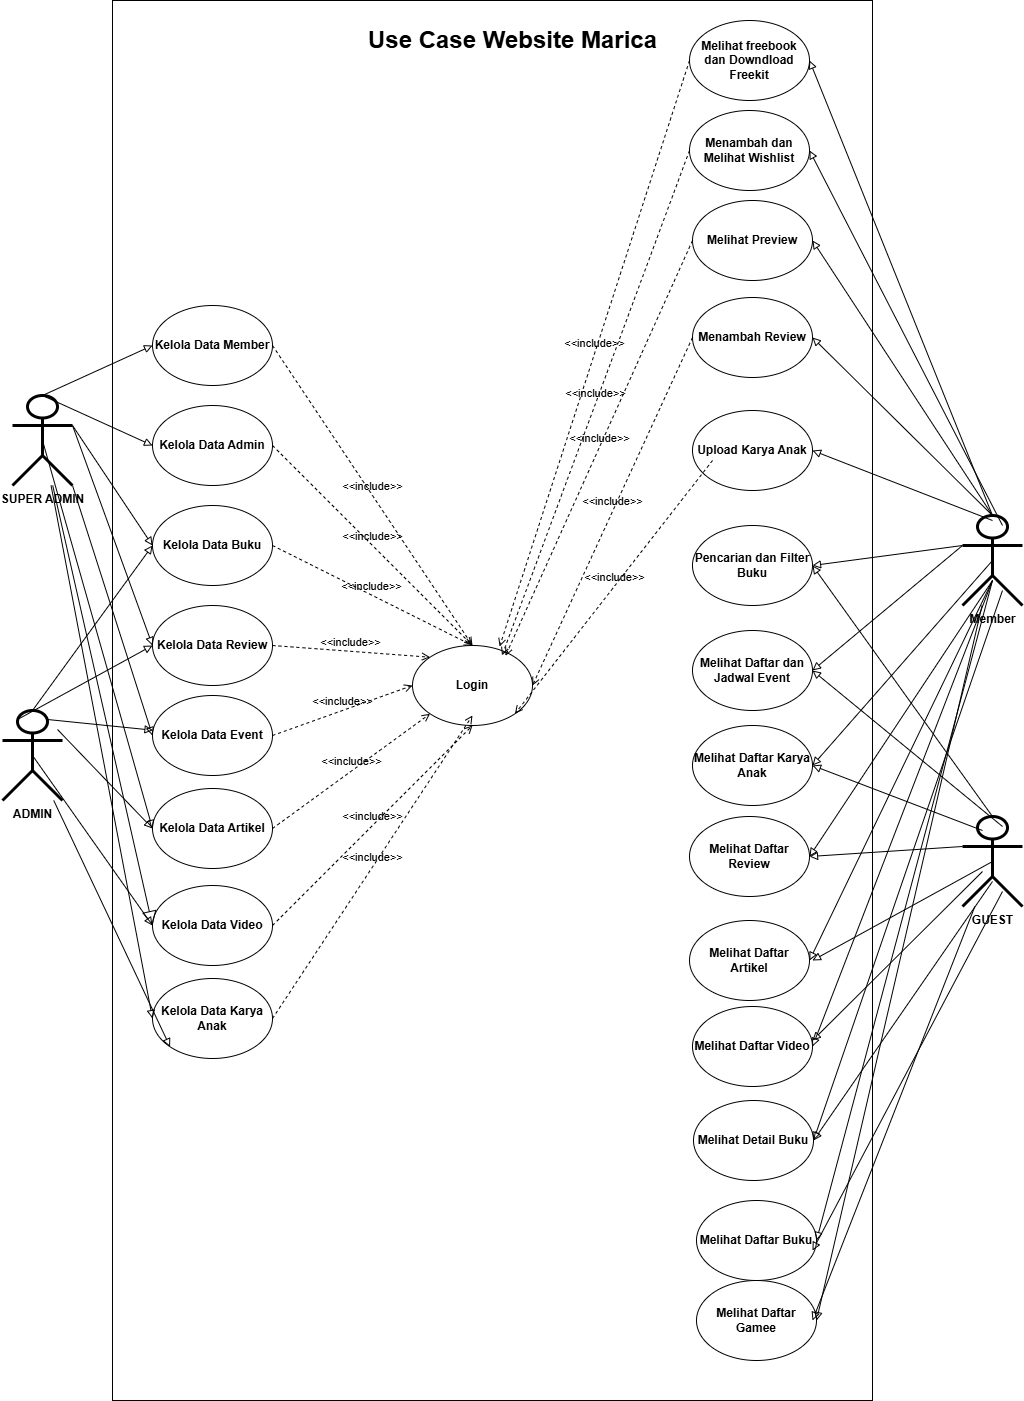 Use Case Website Marica
Melihat freebook
dan Downdload
Freekit
Menambah dan
Melihat Wishlist
Melihat Preview
Menambah Review
Upload Karya Anak
Pencarian dan Filter
Buku
Melihat Daftar dan
Jadwal Event
Melihat Daftar Karya
Anak
Melihat Daftar
Review
Melihat Daftar
Artikel
Melihat Daftar Video
Melihat Detail Buku
Melihat Daftar Buku
Melihat Daftar
Gamee
<<include>>
<<include>>
<<include>>
<<include>>
<<include>>
Login
Kelola Data Member
Kelola Data Admin
Kelola Data Buku
Kelola Data Review
Kelola Data Event
Kelola Data Artikel
Kelola Data Video
Kelola Data Karya
Anak
<<include>>
<<include>>
<<include>>
<<include>>
<<include>>
<<include>>
<<include>>
<<include>>
SUPER ADMIN
ADMIN
Member
GUEST